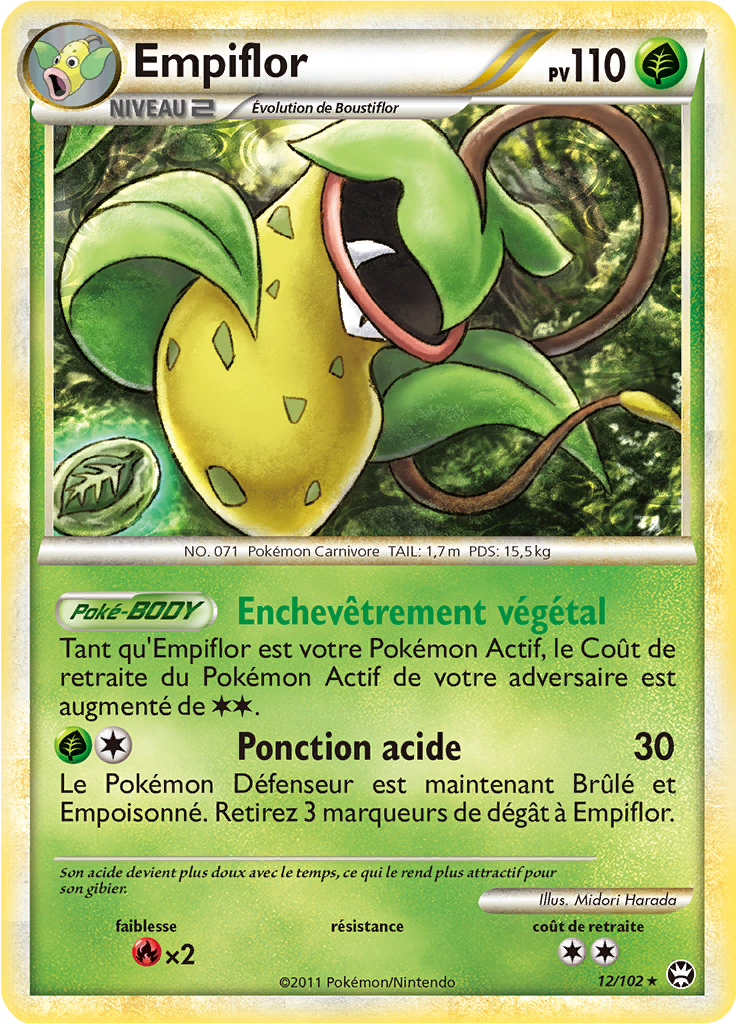 Empiflor
PV110
NIVEAU 2
Évolution de Boustiflor
NO. 071 Pokémon Carnivore TAIL: 1,7 m PDS: 15,5 kg
Poké-BODY Enchevêtrement végétal
Tant qu'Empiflor est votre Pokémon Actif, le Coût de
retraite du Pokémon Actif de votre adversaire est
augmenté de ✶✶.
Ponction acide 30
Le Pokémon Défenseur est maintenant Brûlé et
Empoisonné. Retirez 3 marqueurs de dégât à Empiflor.
Son acide devient plus doux avec le temps, ce qui le rend plus attractif pour
son gibier.
Illus. Midori Harada
faiblesse résistance coût de retraite
×2
©2011 Pokémon/Nintendo
12/102 ★